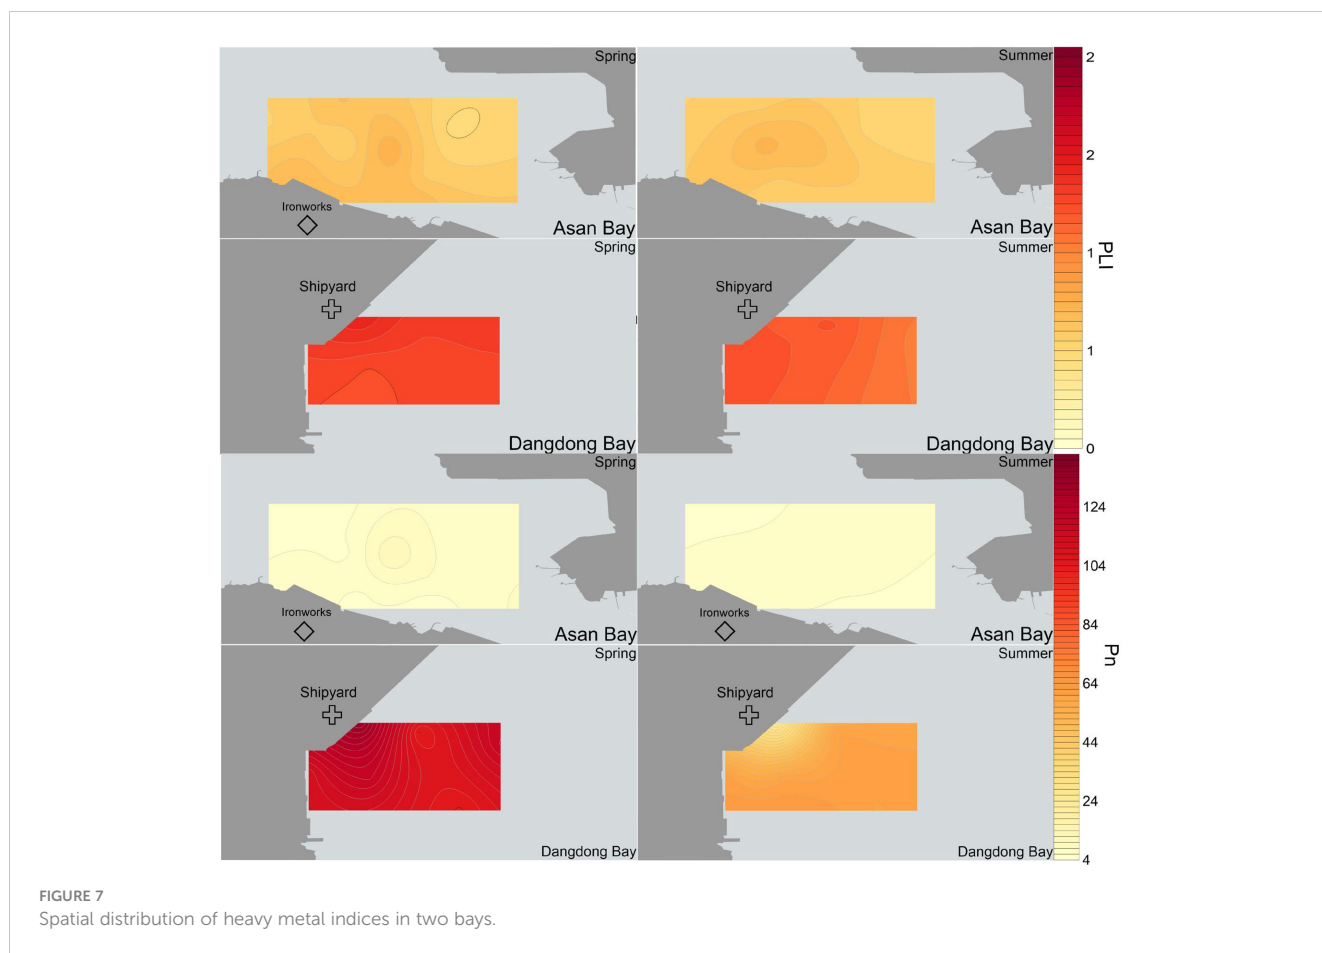 Spring
Summer
2
2
Ironworks
Asan Bay
Asan Bay
Spring
Summer
1
PLI
Shipyard
Shipyard
1
Dangdong Bay
Dangdong Bay
0
Spring
Summer
124
104
Ironworks
Ironworks
84
Asan Bay
Asan Bay
Spring
Summer
Pn
64
Shipyard
Shipyard
44
24
Dangdong Bay
Dangdong Bay
4
FIGURE 7
Spatial distribution of heavy metal indices in two bays.